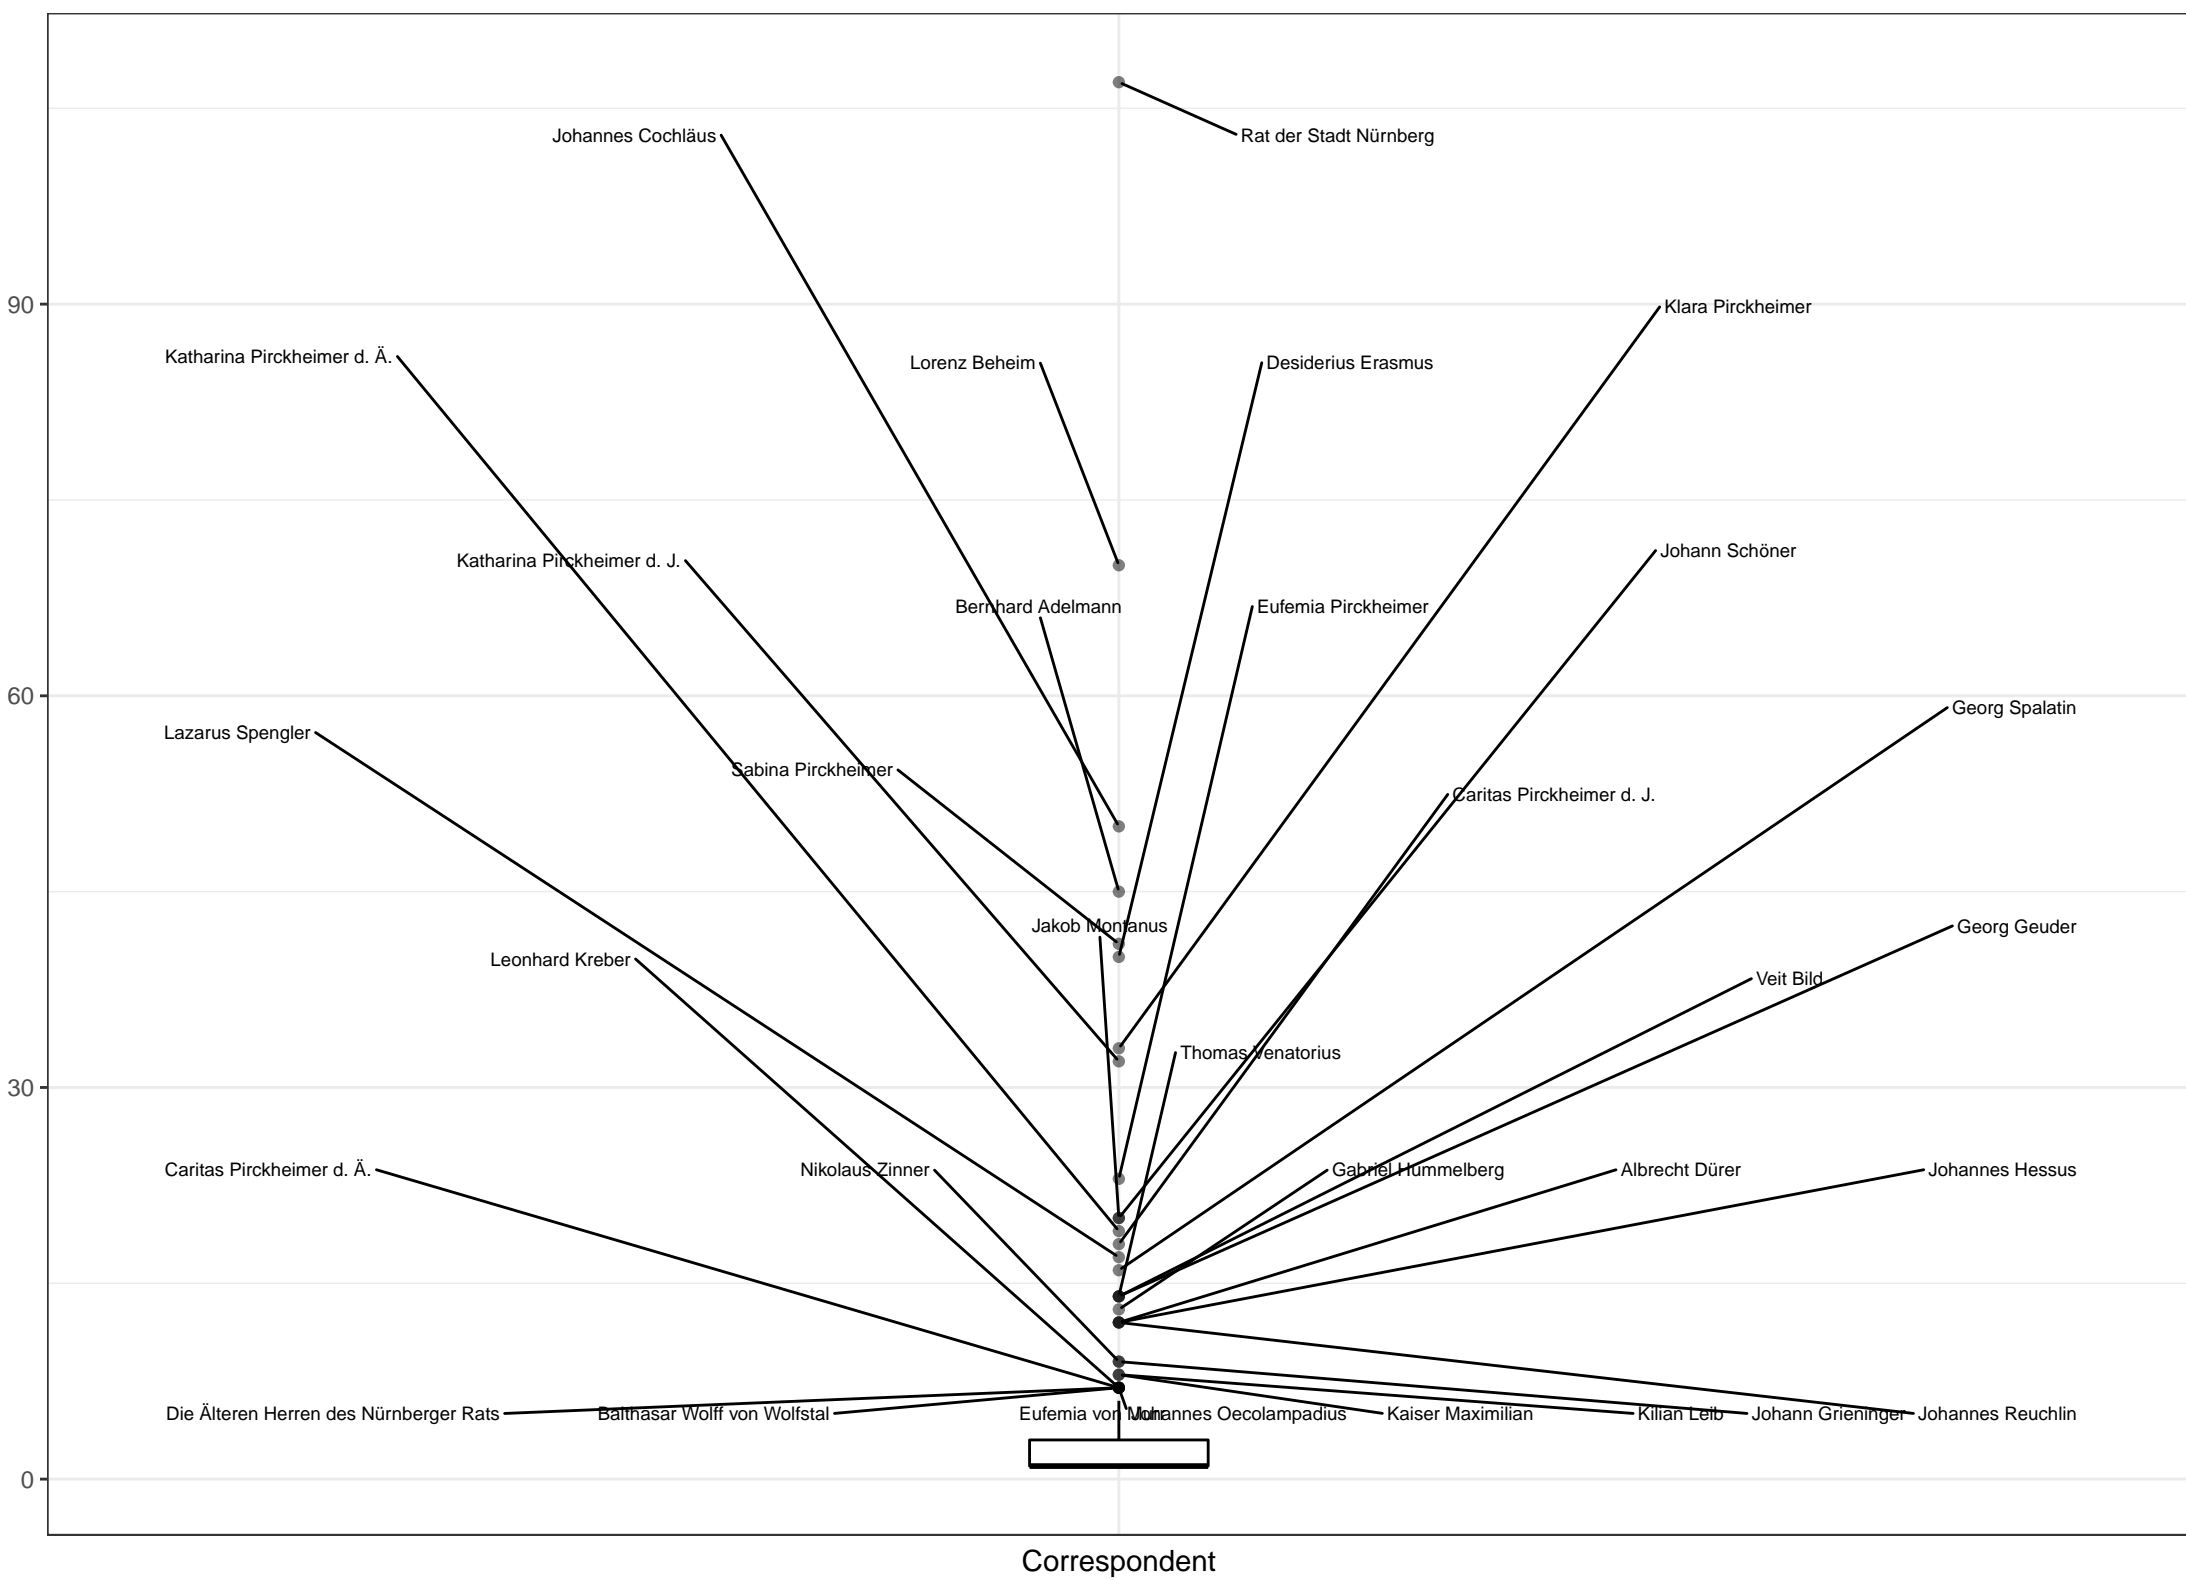 Rat der Stadt Nürnberg
Johannes Cochläus
90
Klara Pirckheimer
Katharina Pirckheimer d. Ä.
Lorenz Beheim
Desiderius Erasmus
Johann Schöner
Katharina Pirckheimer d. J.
Bernhard Adelmann
Eufemia Pirckheimer
60
Georg Spalatin
Lazarus Spengler
Sabina Pirckheimer
Caritas Pirckheimer d. J.
Jakob Montanus
Georg Geuder
Leonhard Kreber
Veit Bild
Thomas Venatorius
30
Caritas Pirckheimer d. Ä.
Nikolaus Zinner
Gabriel Hummelberg
Albrecht Dürer
Johannes Hessus
Die Älteren Herren des Nürnberger Rats
Balthasar Wolff von Wolfstal
Eufemia von Murr
Johannes Oecolampadius
Kaiser Maximilian
Kilian Leib
Johann Grieninger
Johannes Reuchlin
0
Correspondent